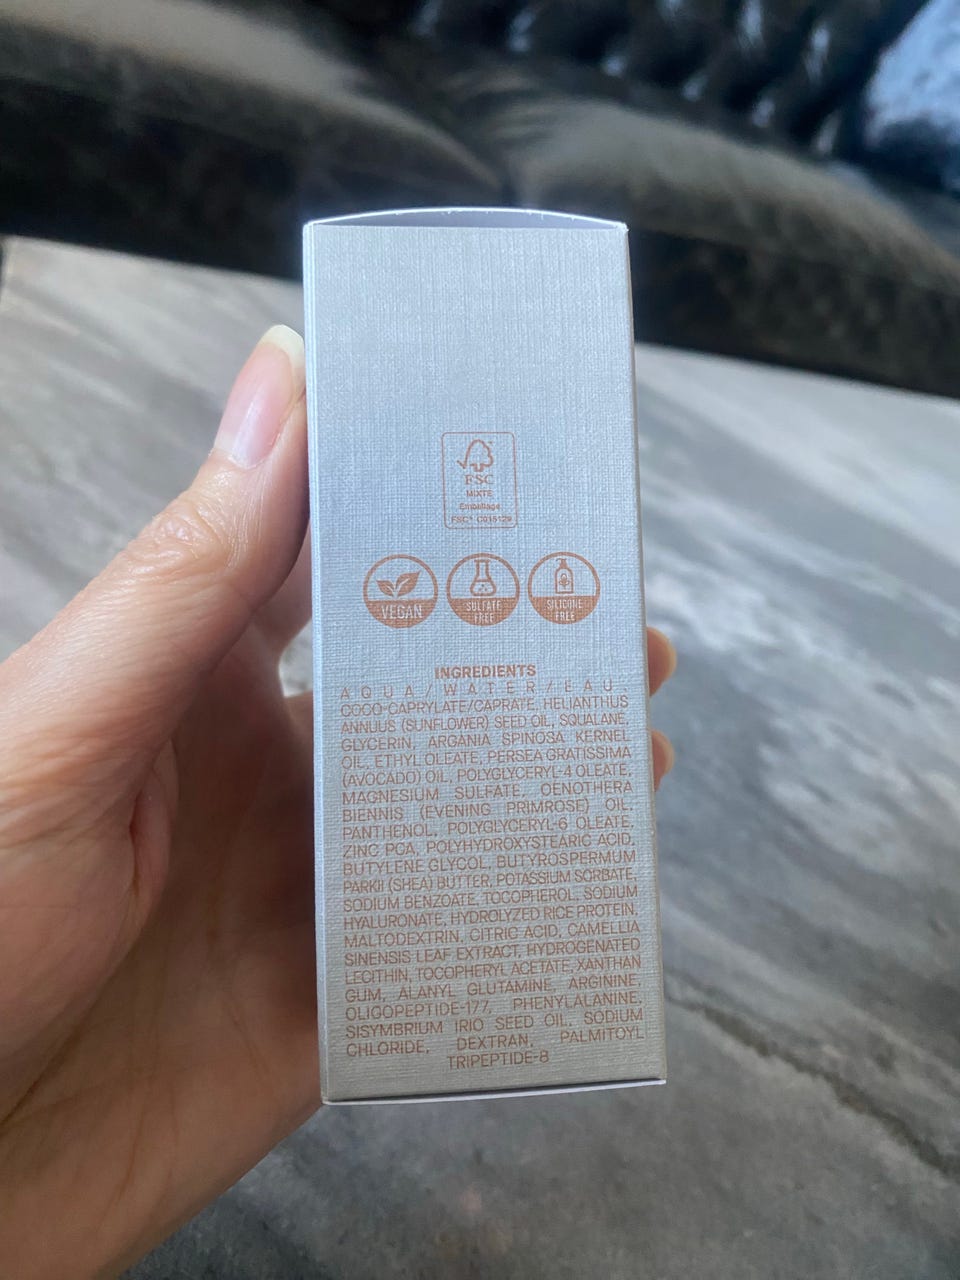 FSC
MIXTE
Emballage
FSC® C015129
VEGAN
SULFATE
FREE
SILICONE
FREE
INGREDIENTS
AQUA/WATER/EAU,
COCO-CAPRYLATE/CAPRATE, HELIANTHUS
ANNUUS (SUNFLOWER) SEED OIL, SQUALANE,
GLYCERIN, ARGANIA SPINOSA KERNEL
OIL, ETHYL OLEATE, PERSEA GRATISSIMA
(AVOCADO) OIL, POLYGLYCERYL-4 OLEATE,
MAGNESIUM SULFATE, OENOTHERA
BIENNIS (EVENING PRIMROSE) OIL,
PANTHENOL, POLYGLYCERYL-6 OLEATE,
ZINC PCA, POLYHYDROXYSTEARIC ACID,
BUTYLENE GLYCOL, BUTYROSPERMUM
PARKII (SHEA) BUTTER, POTASSIUM SORBATE,
SODIUM BENZOATE, TOCOPHEROL, SODIUM
HYALURONATE, HYDROLYZED RICE PROTEIN,
MALTODEXTRIN, CITRIC ACID, CAMELLIA
SINENSIS LEAF EXTRACT, HYDROGENATED
LECITHIN, TOCOPHERYL ACETATE, XANTHAN
GUM, ALANYL GLUTAMINE, ARGININE,
OLIGOPEPTIDE-177, PHENYLALANINE,
SISYMBRIUM IRIO SEED OIL, SODIUM
CHLORIDE, DEXTRAN, PALMITOYL
TRIPEPTIDE-8